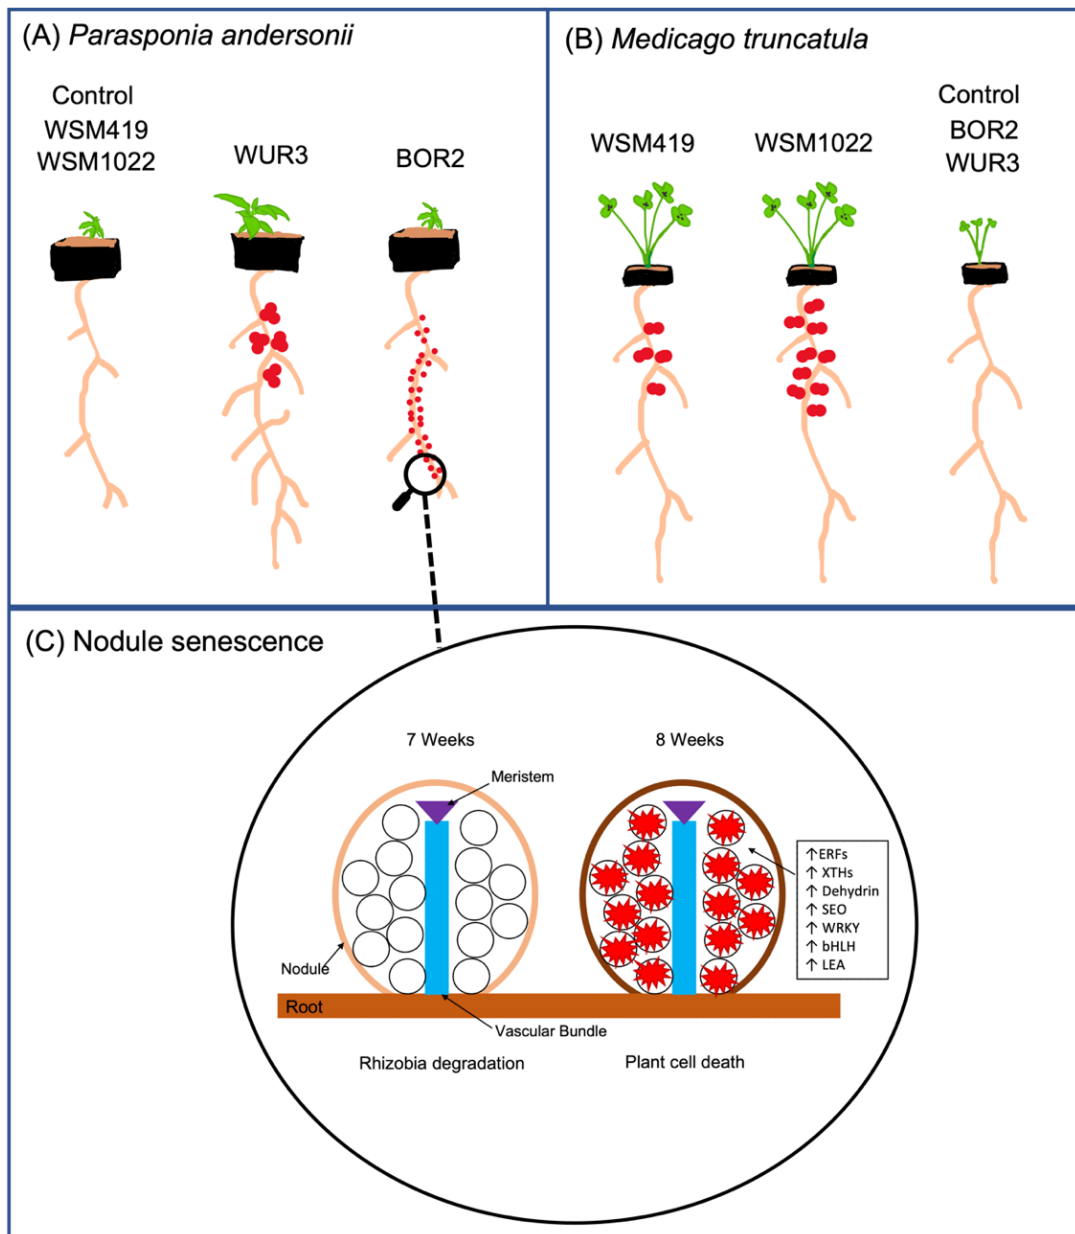 (A) Parasponia andersonii
Control
WSM419
WSM1022
WUR3
BOR2
(B) Medicago truncatula
WSM419
WSM1022
Control
BOR2
WUR3
(C) Nodule senescence
7 Weeks
8 Weeks
Meristem
Nodule
Root
Vascular Bundle
↑ERFs
↑ XTHs
↑ Dehydrin
↑ SEO
↑ WRKY
↑ bHLH
↑ LEA
Rhizobia degradation
Plant cell death